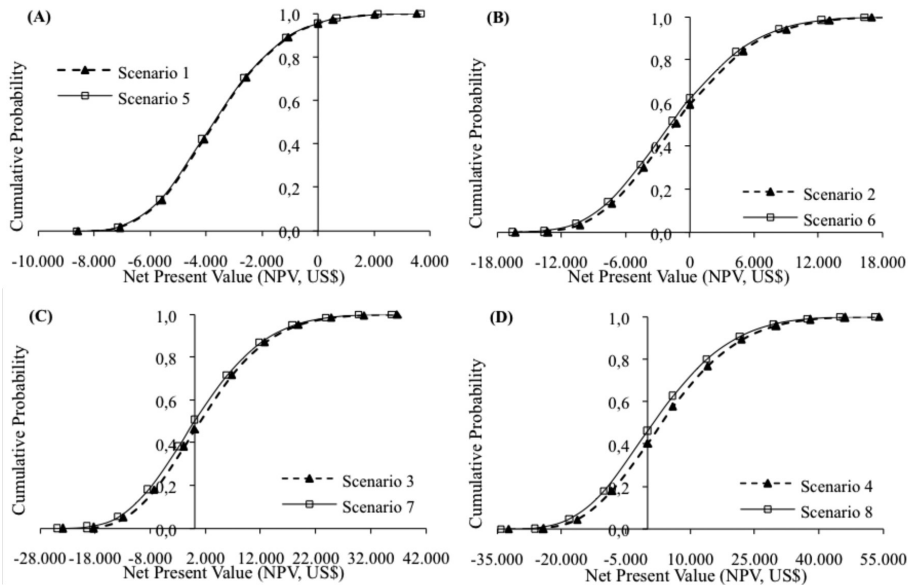 (A)
1,0
0,8
0,6
0,4
0,2
0,0
Cumulative Probability
Scenario 1
Scenario 5
-10.000 -8.000 -6.000 -4.000 -2.000 0 2.000 4.000
Net Present Value (NPV, US$)
(B)
1,0
0,8
0,6
0,4
0,2
0,0
Cumulative Probability
Scenario 2
Scenario 6
-18.000 -12.000 -6.000 0 6.000 12.000 18.000
Net Present Value (NPV, US$)
(C)
1,0
0,8
0,6
0,4
0,2
0,0
Cumulative Probability
Scenario 3
Scenario 7
-28.000 -18.000 -8.000 2.000 12.000 22.000 32.000 42.000
Net Present Value (NPV, US$)
(D)
1,0
0,8
0,6
0,4
0,2
0,0
Cumulative Probability
Scenario 4
Scenario 8
-35.000 -20.000 -5.000 10.000 25.000 40.000 55.000
Net Present Value (NPV, US$)